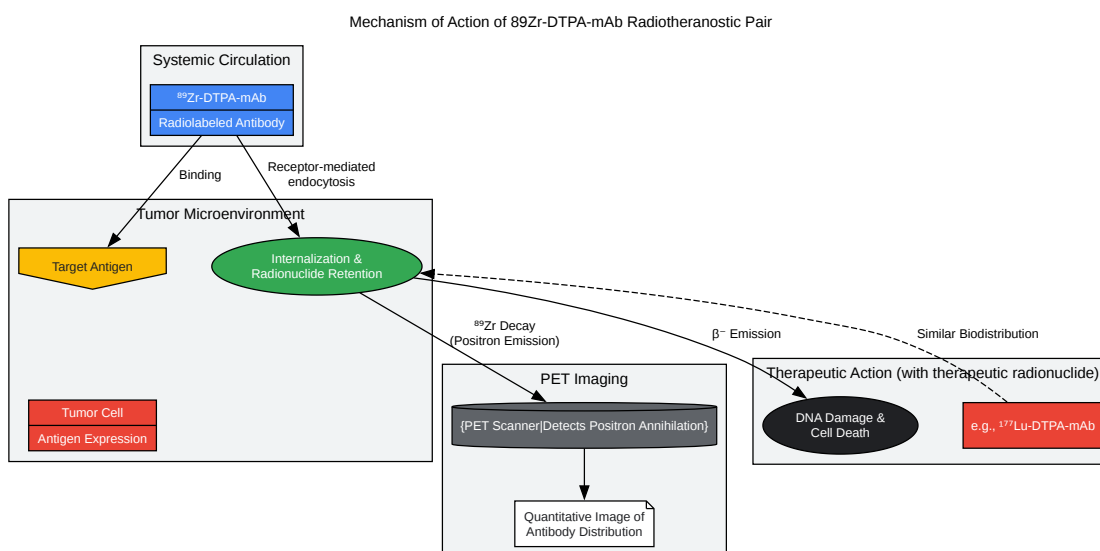 Mechanism of Action of 89Zr-DTPA-mAb Radiotheranostic Pair
Systemic Circulation
⁸⁹Zr-DTPA-mAb
Radiolabeled Antibody
Binding
Receptor-mediated
endocytosis
Tumor Microenvironment
Target Antigen
Internalization &
Radionuclide Retention
⁸⁹Zr Decay
(Positron Emission)
β⁻ Emission
Similar Biodistribution
PET Imaging
Therapeutic Action (with therapeutic radionuclide)
Tumor Cell
Antigen Expression
{PET Scanner|Detects Positron Annihilation}
DNA Damage &
Cell Death
e.g., ¹⁷⁷Lu-DTPA-mAb
Quantitative Image of
Antibody Distribution